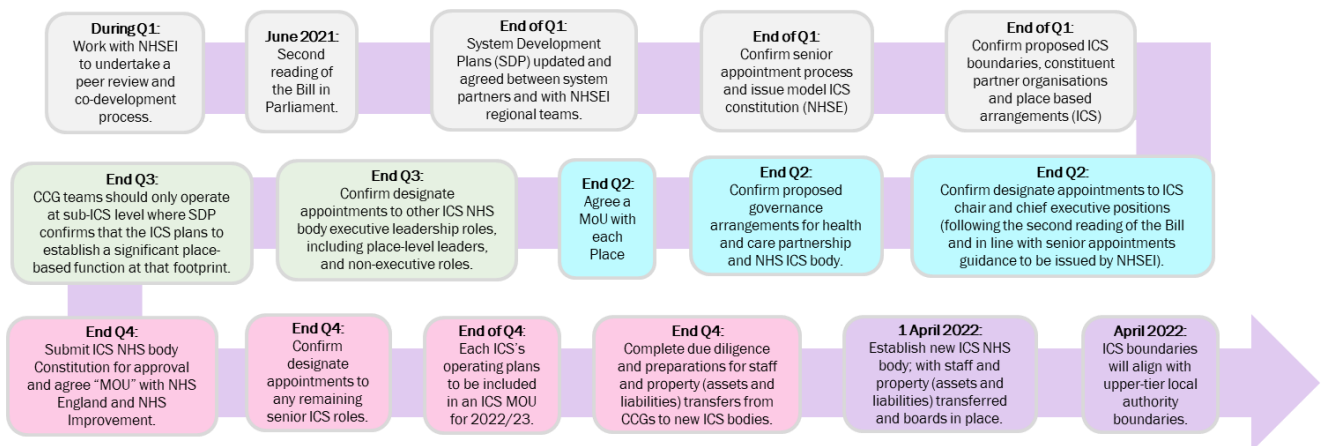 During Q1:
Work with NHSEI
to undertake a
peer review and
co-development
process.
June 2021:
Second
reading of
the Bill in
Parliament.
End of Q1:
System Development
Plans (SDP) updated and
agreed between system
partners and with NHSEI
regional teams.
End of Q1:
Confirm senior
appointment process
and issue model ICS
constitution (NHSE)
End of Q1:
Confirm proposed ICS
boundaries, constituent
partner organisations
and place based
arrangements (ICS)
End Q2:
Confirm designate appointments to ICS
chair and chief executive positions
(following the second reading of the Bill
and in line with senior appointments
guidance to be issued by NHSEI).
End Q2:
Confirm proposed
governance
arrangements for health
and care partnership
and NHS ICS body.
End Q2:
Agree a
MoU with
each
Place
End Q3:
Confirm designate
appointments to other ICS NHS
body executive leadership roles,
including place-level leaders,
and non-executive roles.
End Q3:
CCG teams should only operate
at sub-ICS level where SDP
confirms that the ICS plans to
establish a significant place-
based function at that footprint.
End Q4:
Submit ICS NHS body
Constitution for approval
and agree “MOU” with NHS
England and NHS
Improvement.
End Q4:
Confirm
designate
appointments to
any remaining
senior ICS roles.
End of Q4:
Each ICS’s
operating plans
to be included
in an ICS MOU
for 2022/23.
End Q4:
Complete due diligence
and preparations for staff
and property (assets and
liabilities) transfers from
CCGs to new ICS bodies.
1 April 2022:
Establish new ICS NHS
body; with staff and
property (assets and
liabilities) transferred
and boards in place.
April 2022:
ICS boundaries
will align with
upper-tier local
authority
boundaries.